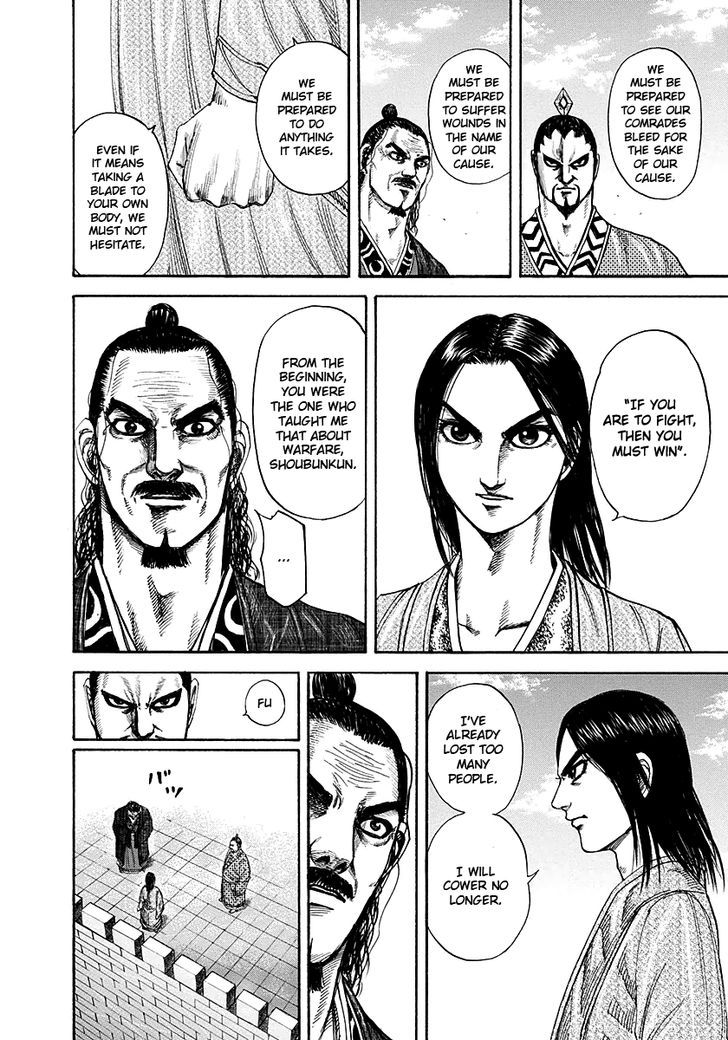 WE
MUST BE
PREPARED
TO SEE OUR
COMRADES
BLEED FOR
THE SAKE
OF OUR
CAUSE.
WE
MUST BE
PREPARED
TO SUFFER
WOUNDS
IN THE
NAME OF
OUR
CAUSE.
WE
MUST BE
PREPARED
TO DO
ANYTHING
IT TAKES.
EVEN IF
IT MEANS
TAKING A
BLADE TO
YOUR OWN
BODY, WE
MUST NOT
HESITATE.
"IF YOU
ARE TO
FIGHT,
THEN YOU
MUST WIN".
FROM THE
BEGINNING,
YOU WERE
THE ONE WHO
TAUGHT ME
THAT ABOUT
WARFARE,
SHOUBUNKUN.
...
I'VE
ALREADY
LOST TOO
MANY
PEOPLE.
I WILL
COWER NO
LONGER.
FU
バッ